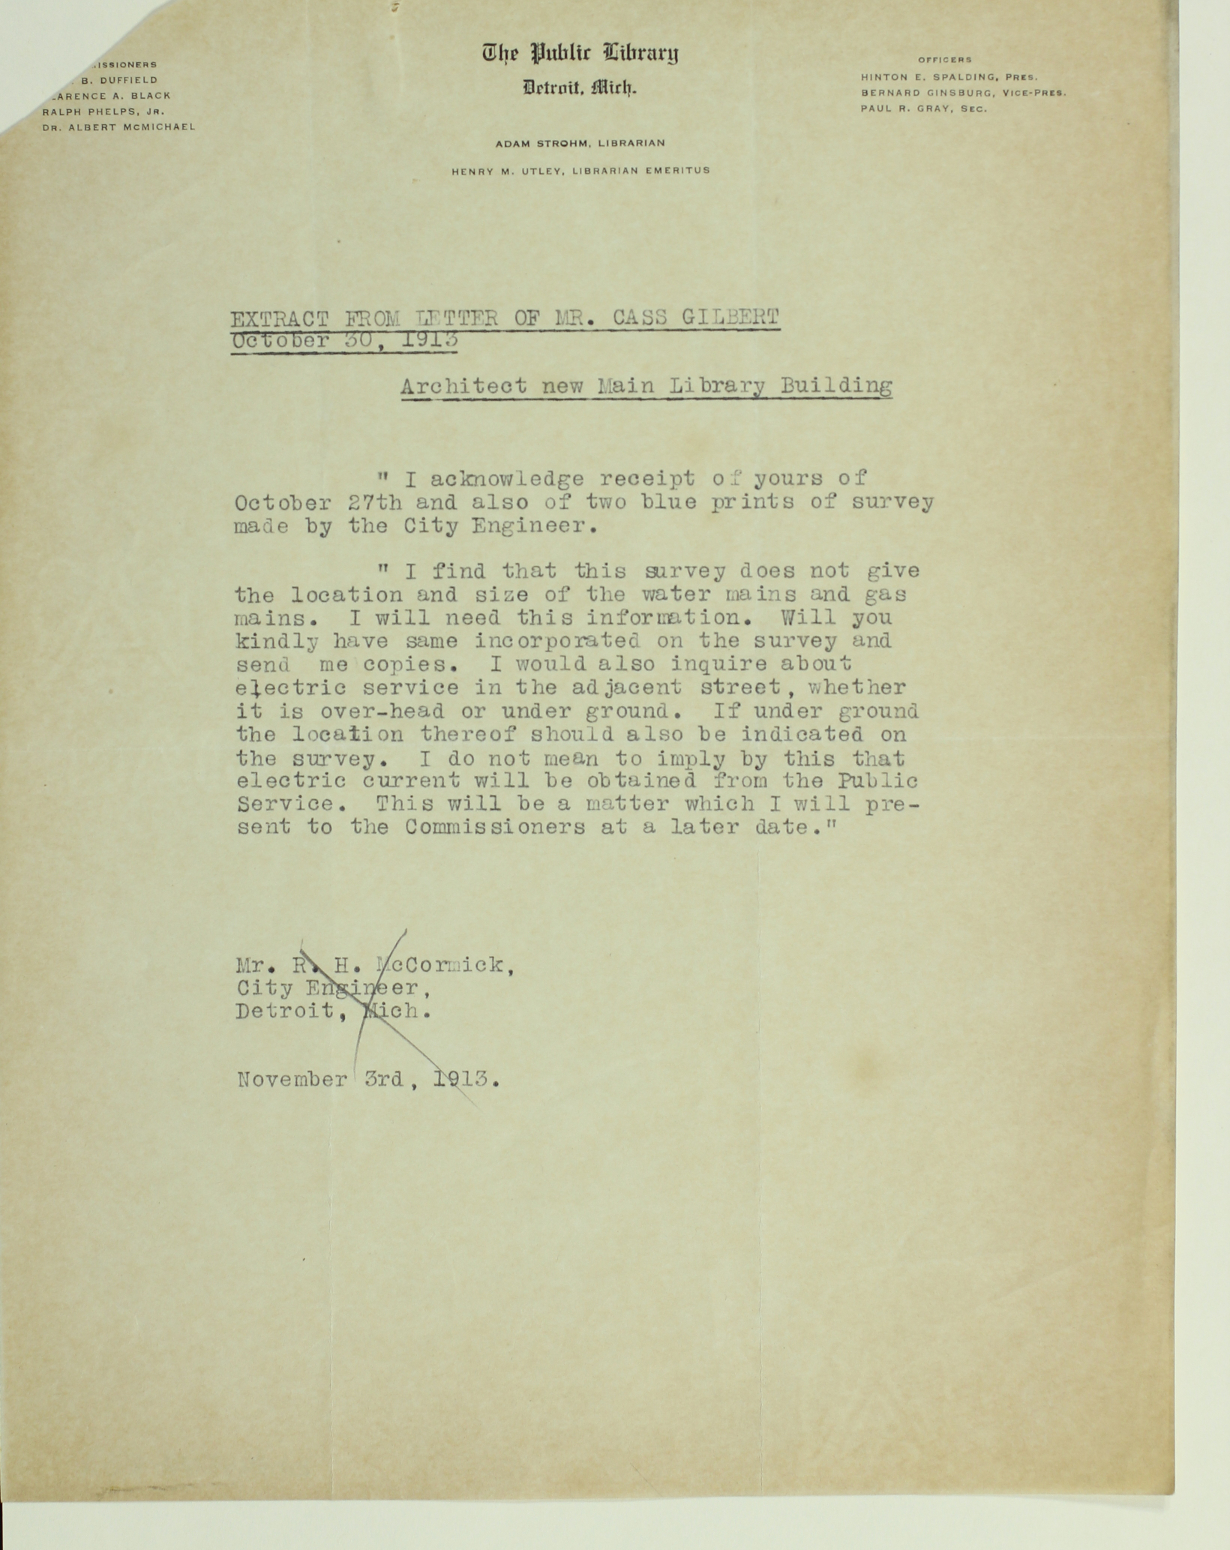 The Public Library
Detroit, Mich.
ISSIONERS
B. DUFFIELD
ARENCE A. BLACK
RALPH PHELPS, JR.
DR. ALBERT McMICHAEL
OFFICERS
HINTON E. SPALDING, PRES.
BERNARD GINSBURG, VICE-PRES.
PAUL R. GRAY, SEC.
ADAM STROHM, LIBRARIAN
HENRY M. UTLEY, LIBRARIAN EMERITUS
EXTRACT FROM LETTER OF MR. CASS GILBERT
October 30, 1913
Architect new Main Library Building
" I acknowledge receipt of yours of
October 27th and also of two blue prints of survey
made by the City Engineer.
" I find that this survey does not give
the location and size of the water mains and gas
mains. I will need this information. Will you
kindly have same incorporated on the survey and
send me copies. I would also inquire about
electric service in the adjacent street, whether
it is over-head or under ground. If under ground
the location thereof should also be indicated on
the survey. I do not mean to imply by this that
electric current will be obtained from the Public
Service. This will be a matter which I will pre-
sent to the Commissioners at a later date."
Mr. R. H. McCormick,
City Engineer,
Detroit, Mich.
November 3rd, 1913.